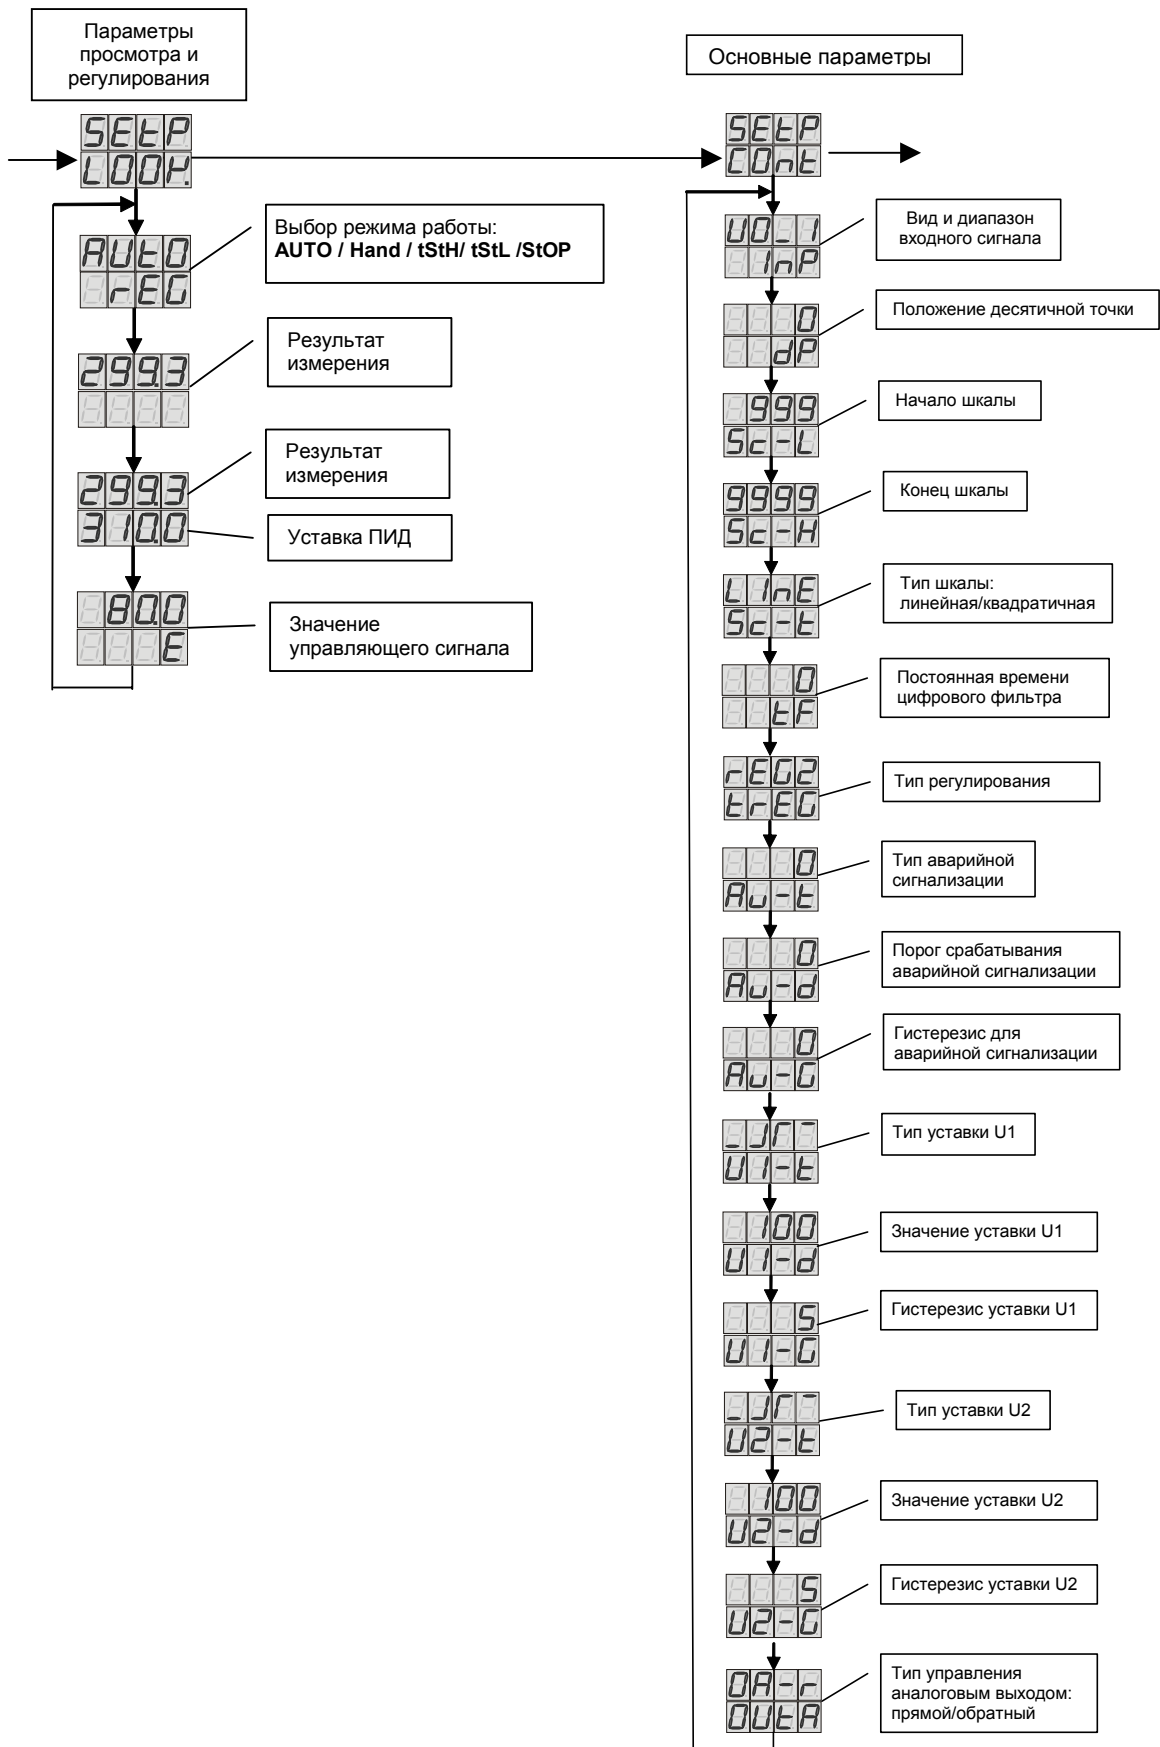 Параметры
просмотра и
регулирования
SEtP
LOOP.
AUtO
rEG
Выбор режима работы:
AUTO / Hand / tStH/ tStL /StOP
299.3
Результат
измерения
299.3
310.0
Результат
измерения
Уставка ПИД
80.0
E
Значение
управляющего сигнала
Основные параметры
SEtP
COnt
U0_1
InP
Вид и диапазон
входного сигнала
0
dP
Положение десятичной точки
999
Sc-L
Начало шкалы
9999
Sc-H
Конец шкалы
LInE
Sc-t
Тип шкалы:
линейная/квадратичная
0
tF
Постоянная времени
цифрового фильтра
rEG2
trEG
Тип регулирования
0
Au-t
Тип аварийной
сигнализации
0
Au-d
Порог срабатывания
аварийной сигнализации
0
Au-G
Гистерезис для
аварийной сигнализации
U1-t
Тип уставки U1
100
U1-d
Значение уставки U1
5
U1-G
Гистерезис уставки U1
U2-t
Тип уставки U2
100
U2-d
Значение уставки U2
5
U2-G
Гистерезис уставки U2
OA-r
OUtA
Тип управления
аналоговым выходом:
прямой/обратный